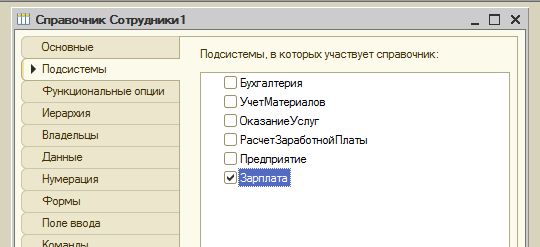 Справочник Сотрудники1
Основные
Подсистемы
Функциональные опции
Иерархия
Владельцы
Данные
Нумерация
Формы
Поле ввода
Команды
Подсистемы, в которых участвует справочник:
Бухгалтерия
УчетМатериалов
ОказаниеУслуг
РасчетЗаработнойПлаты
Предприятие
Зарплата